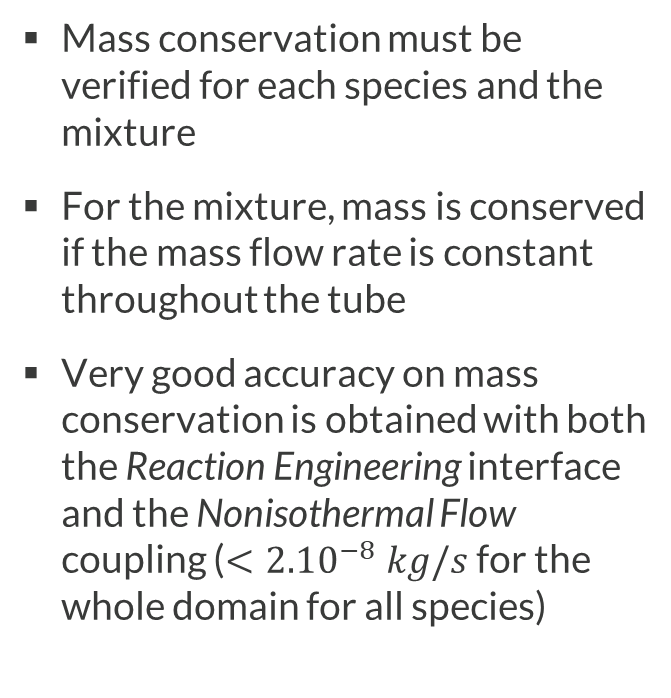 ▪ Mass conservation must be
verified for each species and the
mixture
▪ For the mixture, mass is conserved
if the mass flow rate is constant
throughout the tube
▪ Very good accuracy on mass
conservation is obtained with both
the Reaction Engineering interface
and the Nonisothermal Flow
coupling (< 2.10⁻⁸ kg/s for the
whole domain for all species)